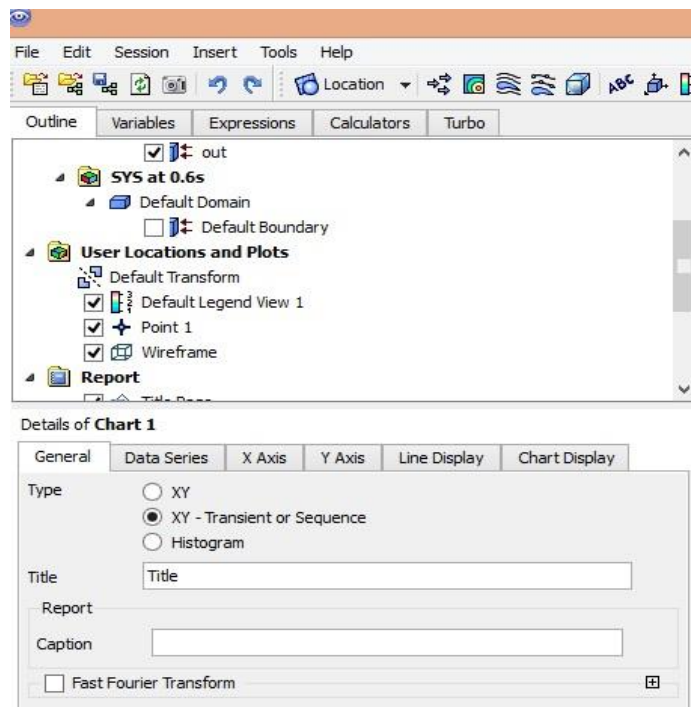 File Edit Session Insert Tools Help
Location ABC
Outline Variables Expressions Calculators Turbo
out
SYS at 0.6s
Default Domain
Default Boundary
User Locations and Plots
Default Transform
Default Legend View 1
Point 1
Wireframe
Report
Title Page
Details of Chart 1
General Data Series X Axis Y Axis Line Display Chart Display
Type XY
XY - Transient or Sequence
Histogram
Title Title
Report
Caption
Fast Fourier Transform